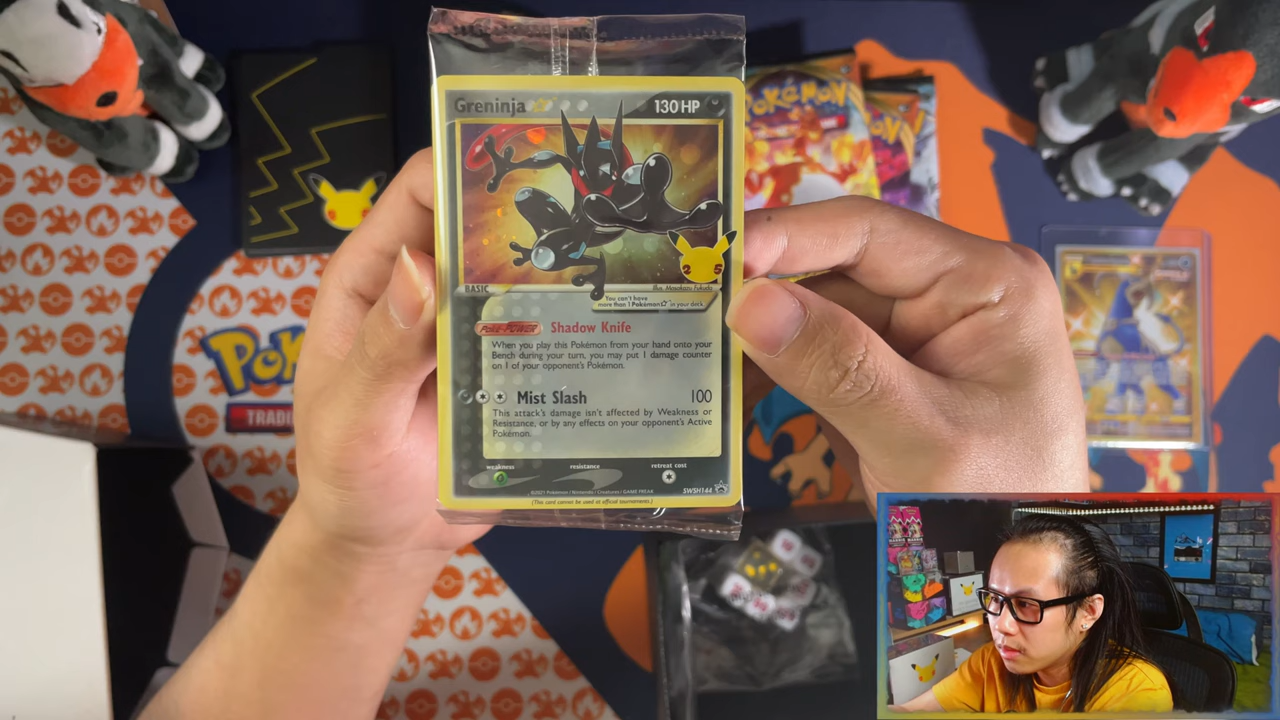 Greninja
130 HP
Pokémon
BASIC
Illus. Masakazu Fukuda
25
You can't have
more than 1 Pokémon ☆ in your deck.
Poké-POWER Shadow Knife
When you play this Pokémon from your hand onto your
Bench during your turn, you may put 1 damage counter
on 1 of your opponent's Pokémon.
Mist Slash 100
This attack's damage isn't affected by Weakness or
Resistance, or by any effects on your opponent's Active
Pokémon.
weakness resistance retreat cost
©2021 Pokémon / Nintendo / Creatures / GAME FREAK
SWSH144
(This card cannot be used at official tournaments.)